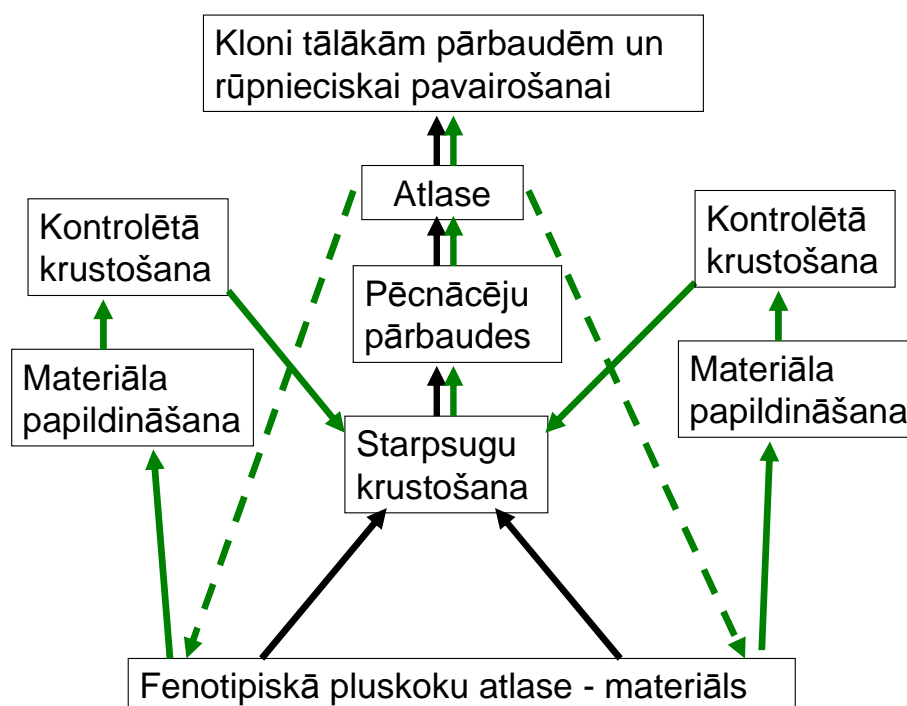 Kloni tālākām pārbaudēm un
rūpnieciskai pavairošanai
Atlase
Kontrolētā
krustošana
Kontrolētā
krustošana
Pēcnācēju
pārbaudes
Materiāla
papildināšana
Materiāla
papildināšana
Starpsugu
krustošana
Fenotipiskā pluskoku atlase - materiāls